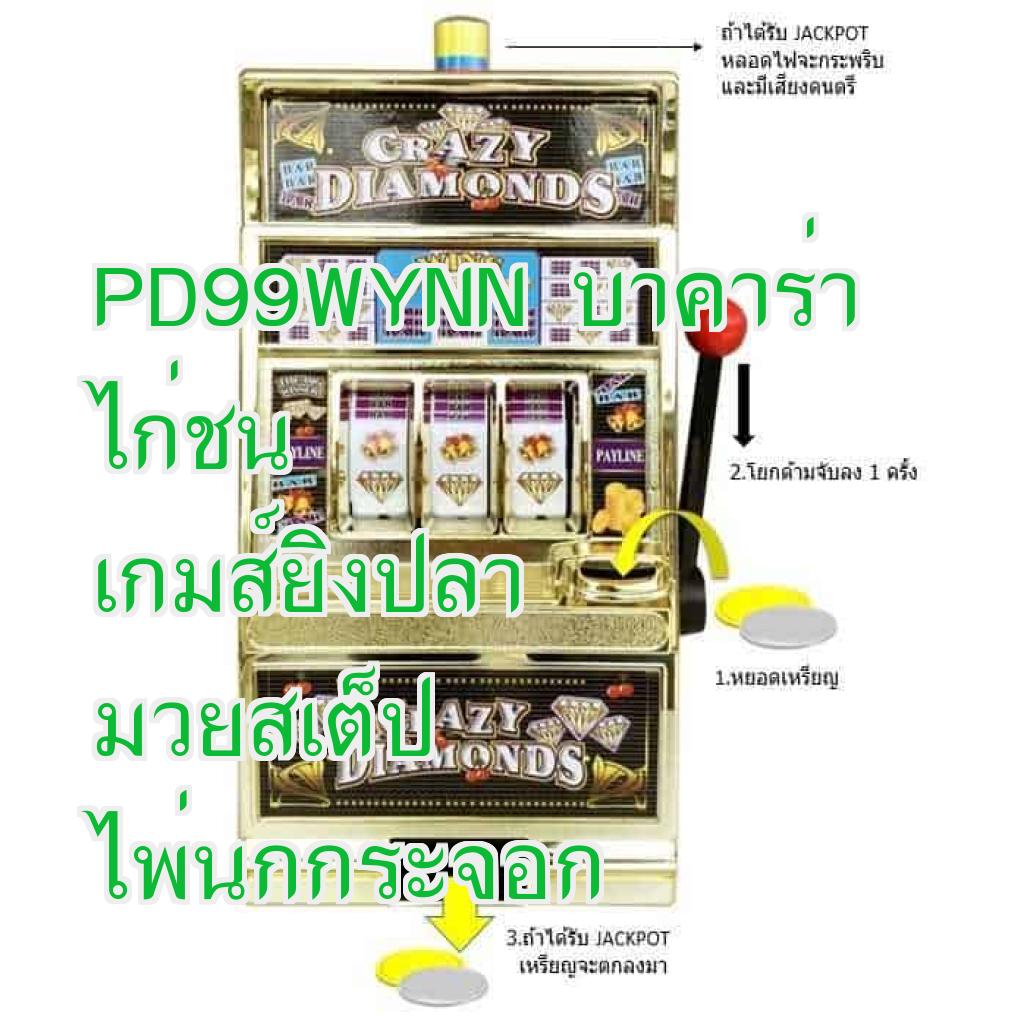 ถ้าได้รับ JACKPOT
หลอดไฟจะกระพริบ
และมีเสียงดนตรี
CRAZY
DIAMONDS
PD99WYNN บาคาร่า
ไก่ชน
PAYLINE
2.โยกด้ามจับลง 1 ครั้ง
เกมส์ยิงปลา
1.หยอดเหรียญ
มวยสเต็ป
DIAMONDS
ไพ่นกกระจอก
3.ถ้าได้รับ JACKPOT
เหรียญจะตกลงมา